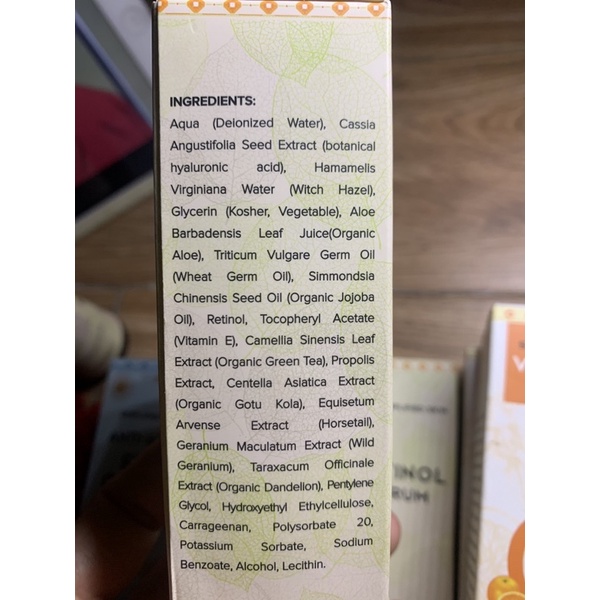 INGREDIENTS:
Aqua (Deionized Water), Cassia
Angustifolia Seed Extract (botanical
hyaluronic acid), Hamamelis
Virginiana Water (Witch Hazel),
Glycerin (Kosher, Vegetable), Aloe
Barbadensis Leaf Juice(Organic
Aloe), Triticum Vulgare Germ Oil
(Wheat Germ Oil), Simmondsia
Chinensis Seed Oil (Organic Jojoba
Oil), Retinol, Tocopheryl Acetate
(Vitamin E), Camellia Sinensis Leaf
Extract (Organic Green Tea), Propolis
Extract, Centella Asiatica Extract
(Organic Gotu Kola), Equisetum
Arvense Extract (Horsetail),
Geranium Maculatum Extract (Wild
Geranium), Taraxacum Officinale
Extract (Organic Dandelion), Pentylene
Glycol, Hydroxyethyl Ethylcellulose,
Carrageenan, Polysorbate 20,
Potassium Sorbate, Sodium
Benzoate, Alcohol, Lecithin.
TINOL
RUM